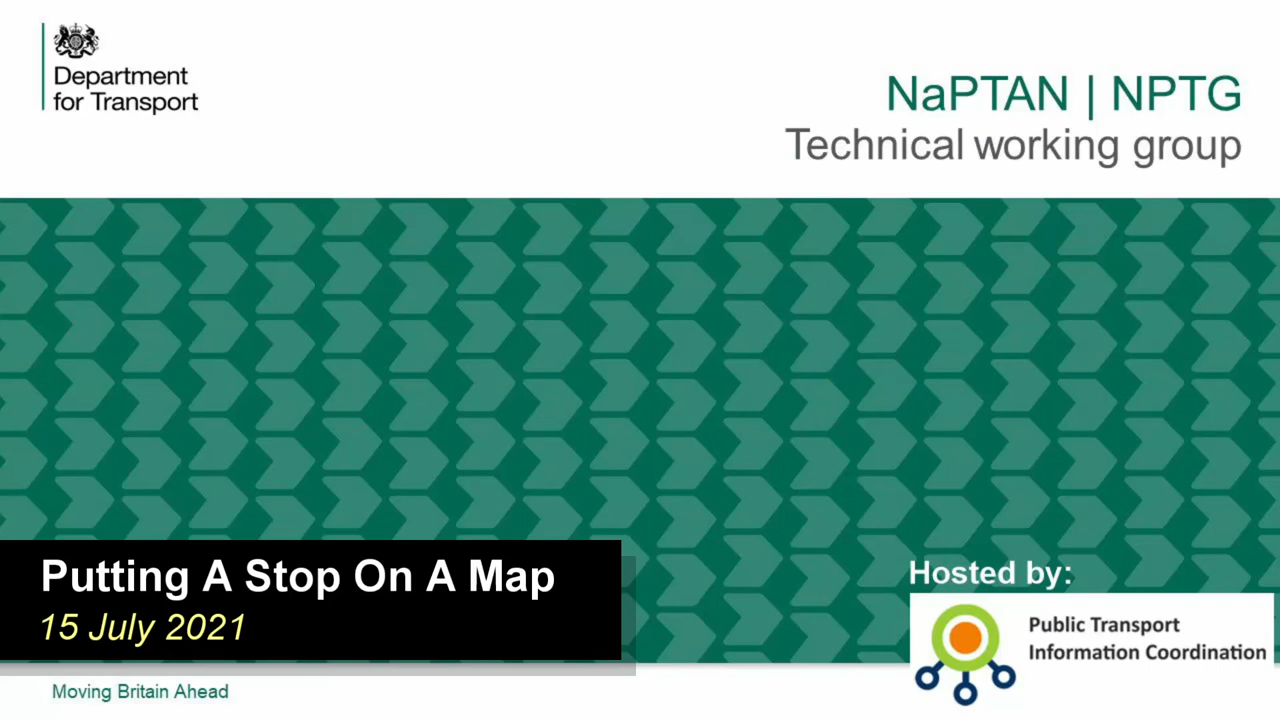 Department
for Transport
NaPTAN | NPTG
Technical working group
Putting A Stop On A Map
15 July 2021
Hosted by:
Public Transport
Information Coordination
Moving Britain Ahead